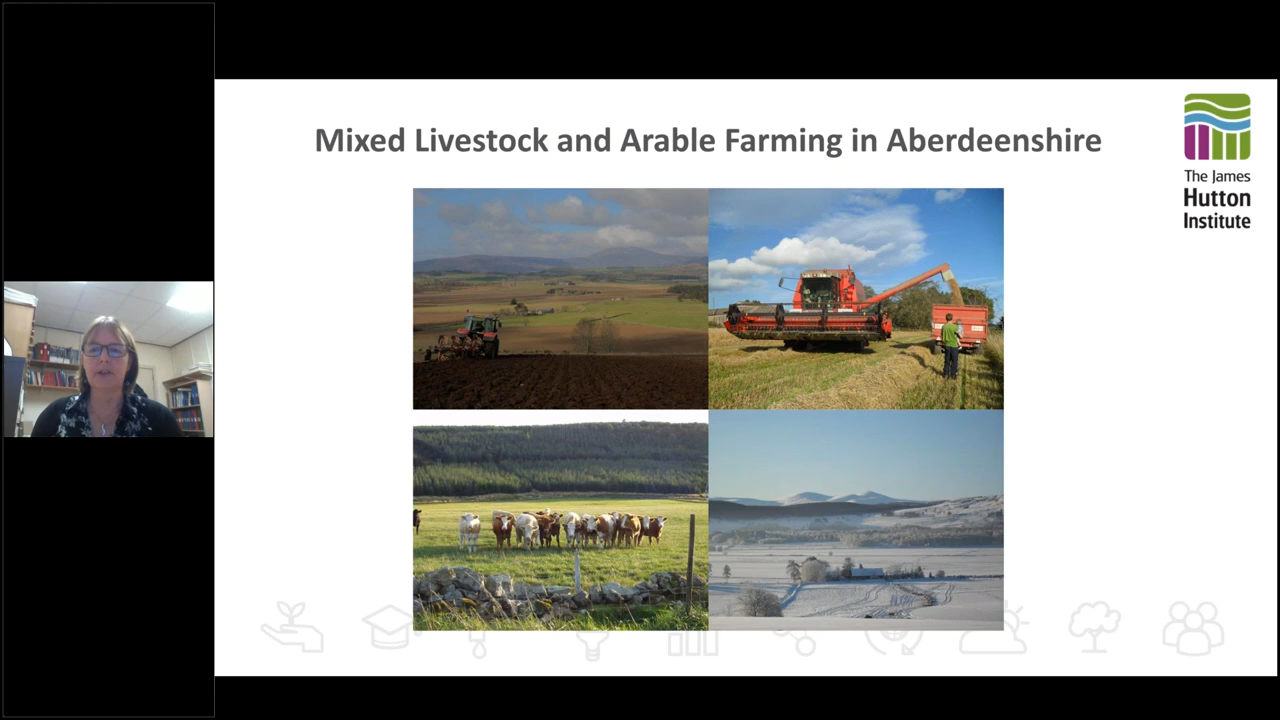 Mixed Livestock and Arable Farming in Aberdeenshire
The James
Hutton
Institute